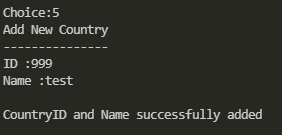 Choice:5
Add New Country
---------------
ID :999
Name :test
CountryID and Name successfully added